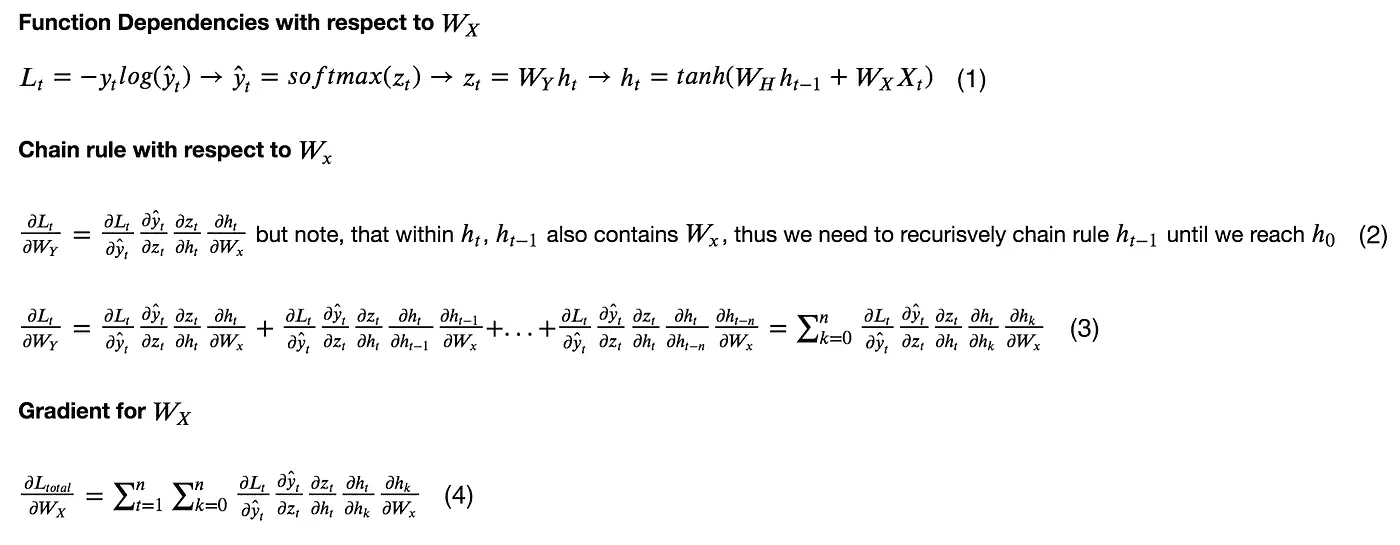 Function Dependencies with respect to $W_X$
$L_t = -y_t log(\hat{y}_t) \rightarrow \hat{y}_t = softmax(z_t) \rightarrow z_t = W_Y h_t \rightarrow h_t = tanh(W_H h_{t-1} + W_X X_t)$ (1)
Chain rule with respect to $W_x$
$\frac{\partial L_t}{\partial W_Y} = \frac{\partial L_t}{\partial \hat{y}_t} \frac{\partial \hat{y}_t}{\partial z_t} \frac{\partial z_t}{\partial h_t} \frac{\partial h_t}{\partial W_x}$ but note, that within $h_t$, $h_{t-1}$ also contains $W_x$, thus we need to recurisvely chain rule $h_{t-1}$ until we reach $h_0$ (2)
$\frac{\partial L_t}{\partial W_Y} = \frac{\partial L_t}{\partial \hat{y}_t} \frac{\partial \hat{y}_t}{\partial z_t} \frac{\partial z_t}{\partial h_t} \frac{\partial h_t}{\partial W_x} + \frac{\partial L_t}{\partial \hat{y}_t} \frac{\partial \hat{y}_t}{\partial z_t} \frac{\partial z_t}{\partial h_t} \frac{\partial h_t}{\partial h_{t-1}} \frac{\partial h_{t-1}}{\partial W_x} + \ldots + \frac{\partial L_t}{\partial \hat{y}_t} \frac{\partial \hat{y}_t}{\partial z_t} \frac{\partial z_t}{\partial h_t} \frac{\partial h_t}{\partial h_{t-n}} \frac{\partial h_{t-n}}{\partial W_x} = \sum_{k=0}^{n} \frac{\partial L_t}{\partial \hat{y}_t} \frac{\partial \hat{y}_t}{\partial z_t} \frac{\partial z_t}{\partial h_t} \frac{\partial h_t}{\partial h_k} \frac{\partial h_k}{\partial W_x}$ (3)
Gradient for $W_X$
$\frac{\partial L_{total}}{\partial W_X} = \sum_{t=1}^{n} \sum_{k=0}^{n} \frac{\partial L_t}{\partial \hat{y}_t} \frac{\partial \hat{y}_t}{\partial z_t} \frac{\partial z_t}{\partial h_t} \frac{\partial h_t}{\partial h_k} \frac{\partial h_k}{\partial W_x}$ (4)